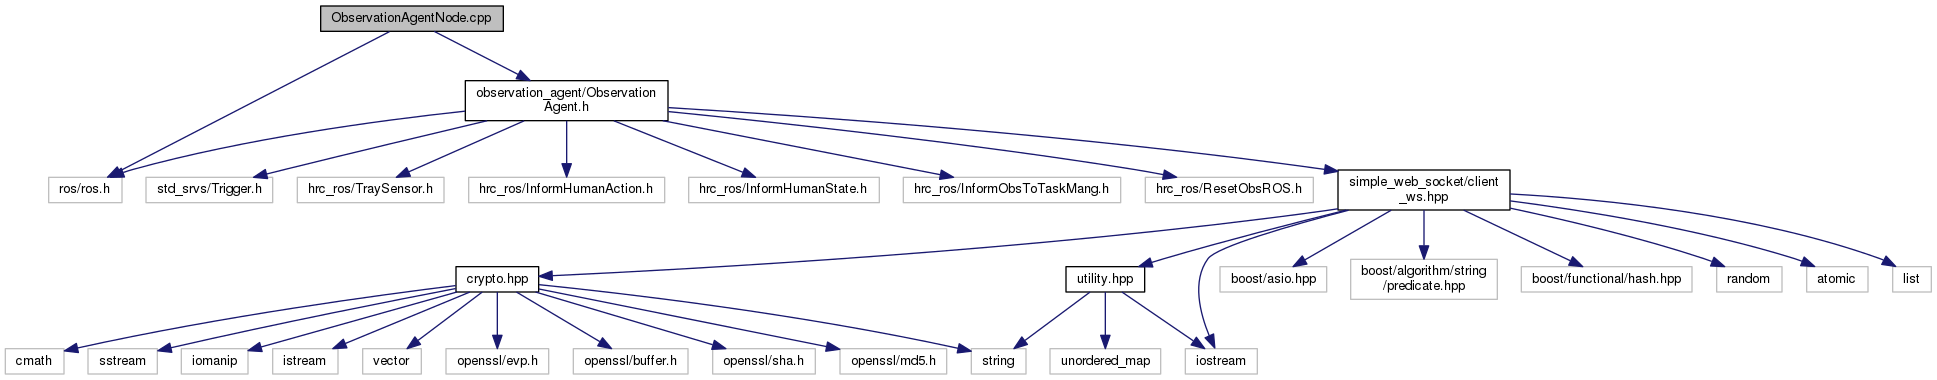 ObservationAgentNode.cpp
observation_agent/Observation
Agent.h
ros/ros.h
std_srvs/Trigger.h
hrc_ros/TraySensor.h
hrc_ros/InformHumanAction.h
hrc_ros/InformHumanState.h
hrc_ros/InformObsToTaskMang.h
hrc_ros/ResetObsROS.h
simple_web_socket/client
_ws.hpp
crypto.hpp
utility.hpp
boost/asio.hpp
boost/algorithm/string
/predicate.hpp
boost/functional/hash.hpp
random
atomic
list
cmath
sstream
iomanip
istream
vector
openssl/evp.h
openssl/buffer.h
openssl/sha.h
openssl/md5.h
string
unordered_map
iostream